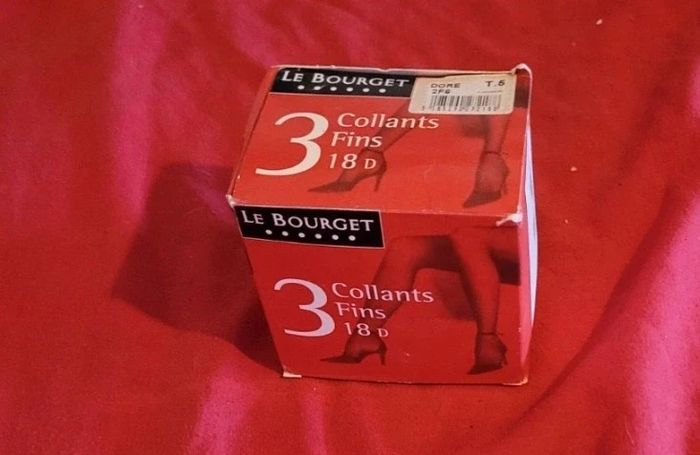 LE BOURGET
DORE T.5
3 Collants
Fins
18 D
LE BOURGET
3 Collants
Fins
18 D